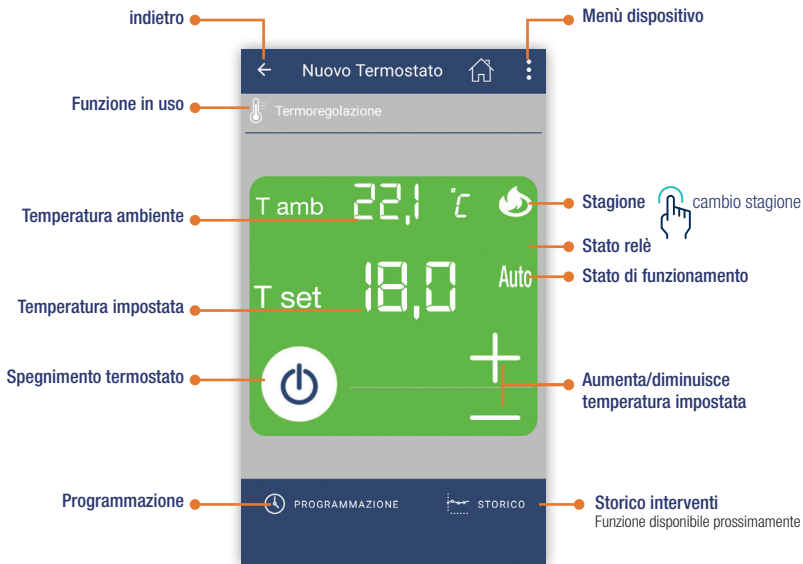 indietro
Menù dispositivo
Nuovo Termostato
Funzione in uso
Termoregolazione
T amb 22,1 °C
Temperatura ambiente
Stagione cambio stagione
Stato relè
Auto
Stato di funzionamento
T set 18,0
Temperatura impostata
Spegnimento termostato
Aumenta/diminuisce
temperatura impostata
Programmazione
PROGRAMMAZIONE
STORICO
Storico interventi
Funzione disponibile prossimamente